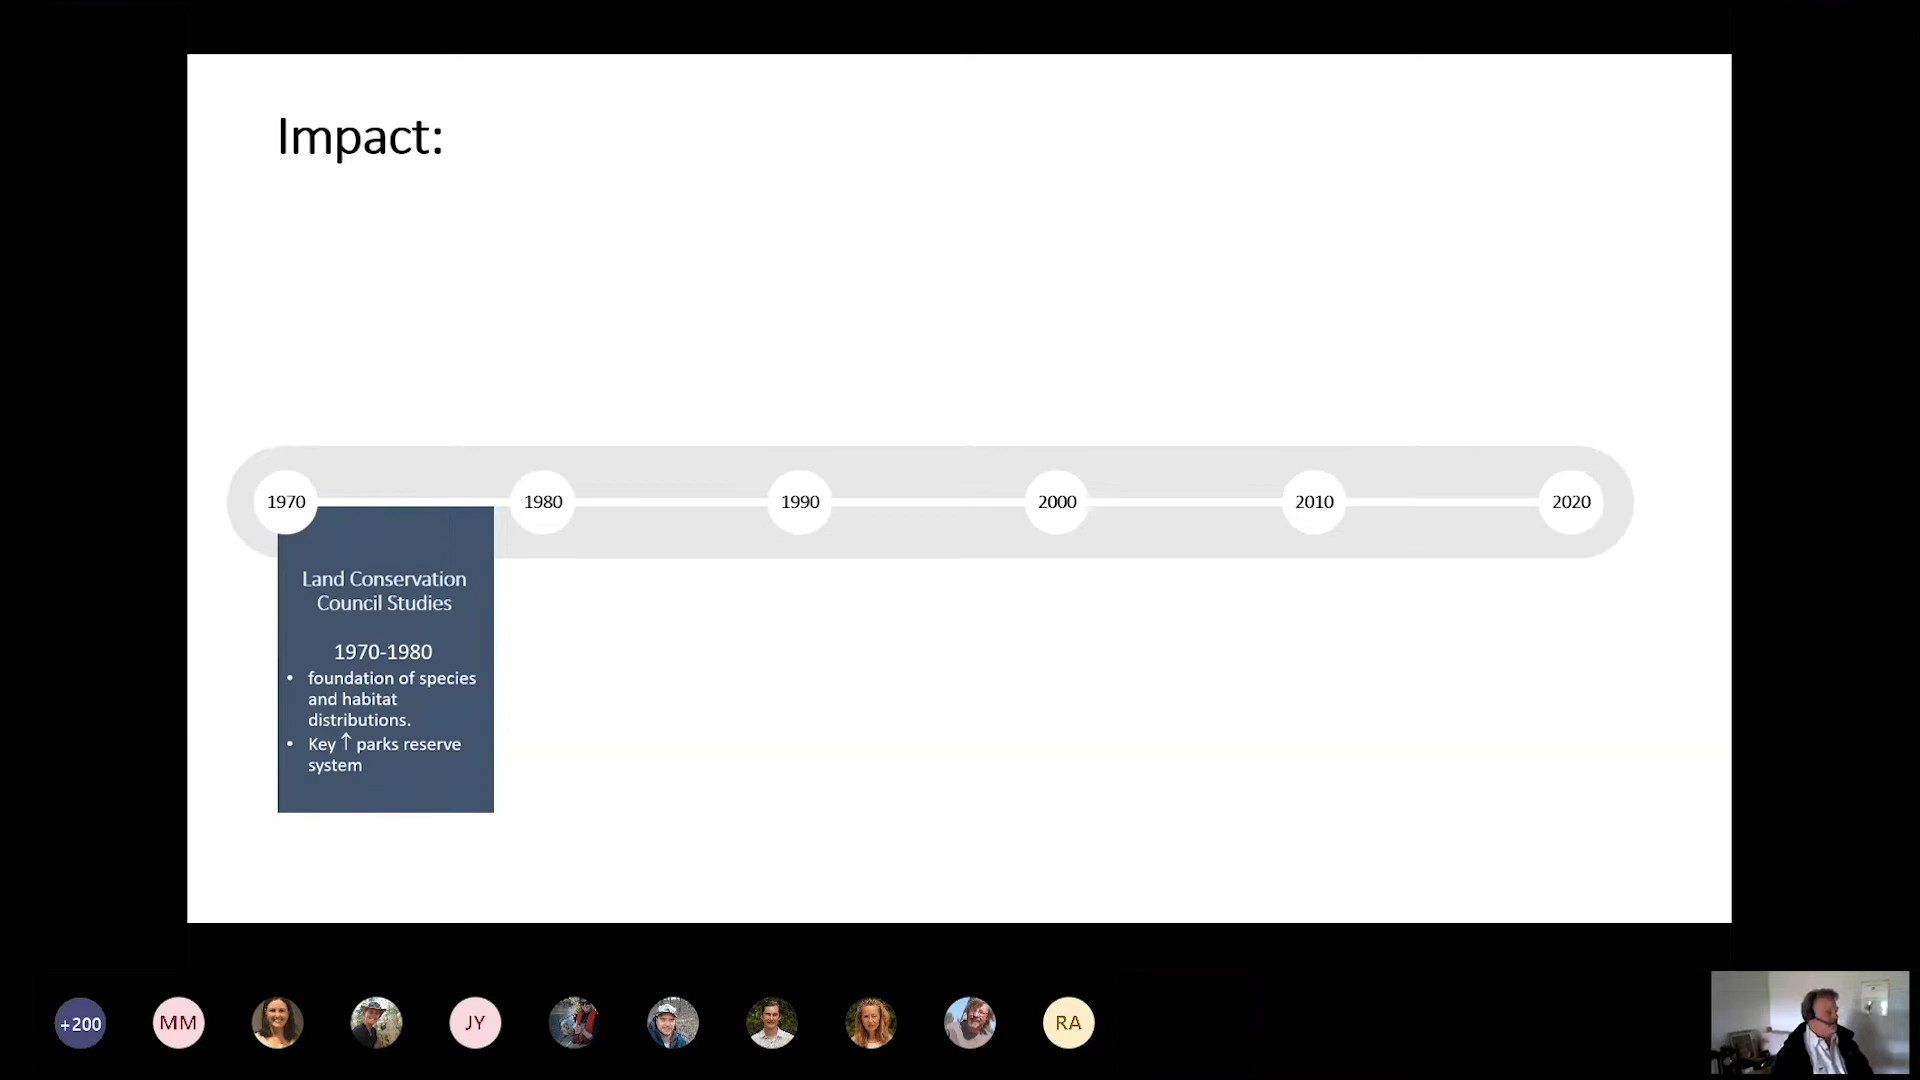 Impact:
1970 1980 1990 2000 2010 2020
Land Conservation
Council Studies
1970-1980
• foundation of species
and habitat
distributions.
• Key ↑ parks reserve
system
+200 MM JY RA